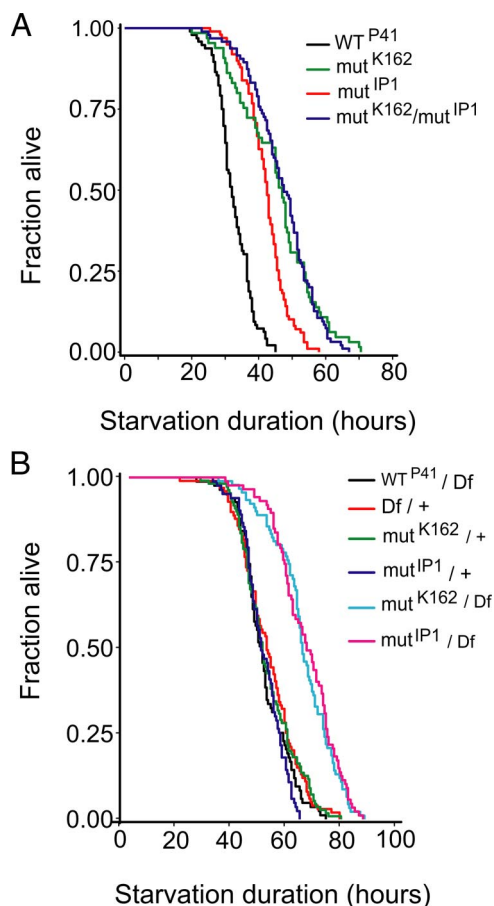 A
1.00
0.75
0.50
0.25
0.00
Fraction alive
WT P41
mut K162
mut IP1
mut K162/mut IP1
0 20 40 60 80
Starvation duration (hours)
B
1.00
0.75
0.50
0.25
0.00
Fraction alive
WT P41 / Df
Df / +
mut K162 / +
mut IP1 / +
mut K162 / Df
mut IP1 / Df
0 20 40 60 80 100
Starvation duration (hours)